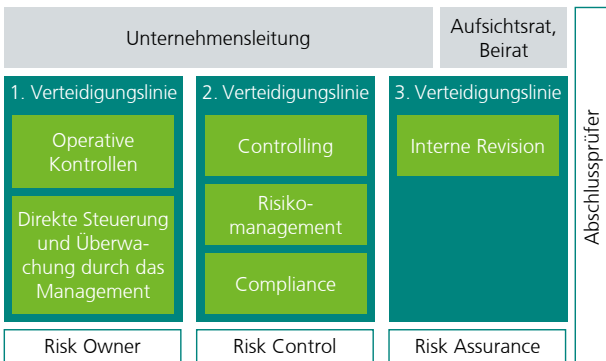 Unternehmensleitung
Aufsichtsrat,
Beirat
1. Verteidigungslinie
Operative
Kontrollen
Direkte Steuerung
und Überwa-
chung durch das
Management
Risk Owner
2. Verteidigungslinie
Controlling
Risiko-
management
Compliance
Risk Control
3. Verteidigungslinie
Interne Revision
Risk Assurance
Abschlussprüfer